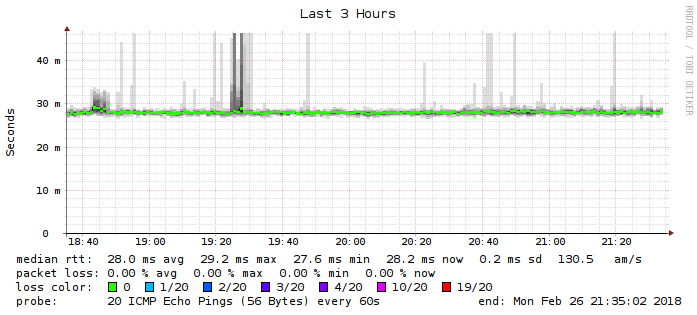 Last 3 Hours
RRDTOOL / TOBI OETIKER
Seconds
40 m
30 m
20 m
10 m
0
18:40 19:00 19:20 19:40 20:00 20:20 20:40 21:00 21:20
median rtt: 28.0 ms avg 29.2 ms max 27.6 ms min 28.2 ms now 0.2 ms sd 130.5 am/s
packet loss: 0.00 % avg 0.00 % max 0.00 % min 0.00 % now
loss color: 0 1/20 2/20 3/20 4/20 10/20 19/20
probe: 20 ICMP Echo Pings (56 Bytes) every 60s end: Mon Feb 26 21:35:02 2018